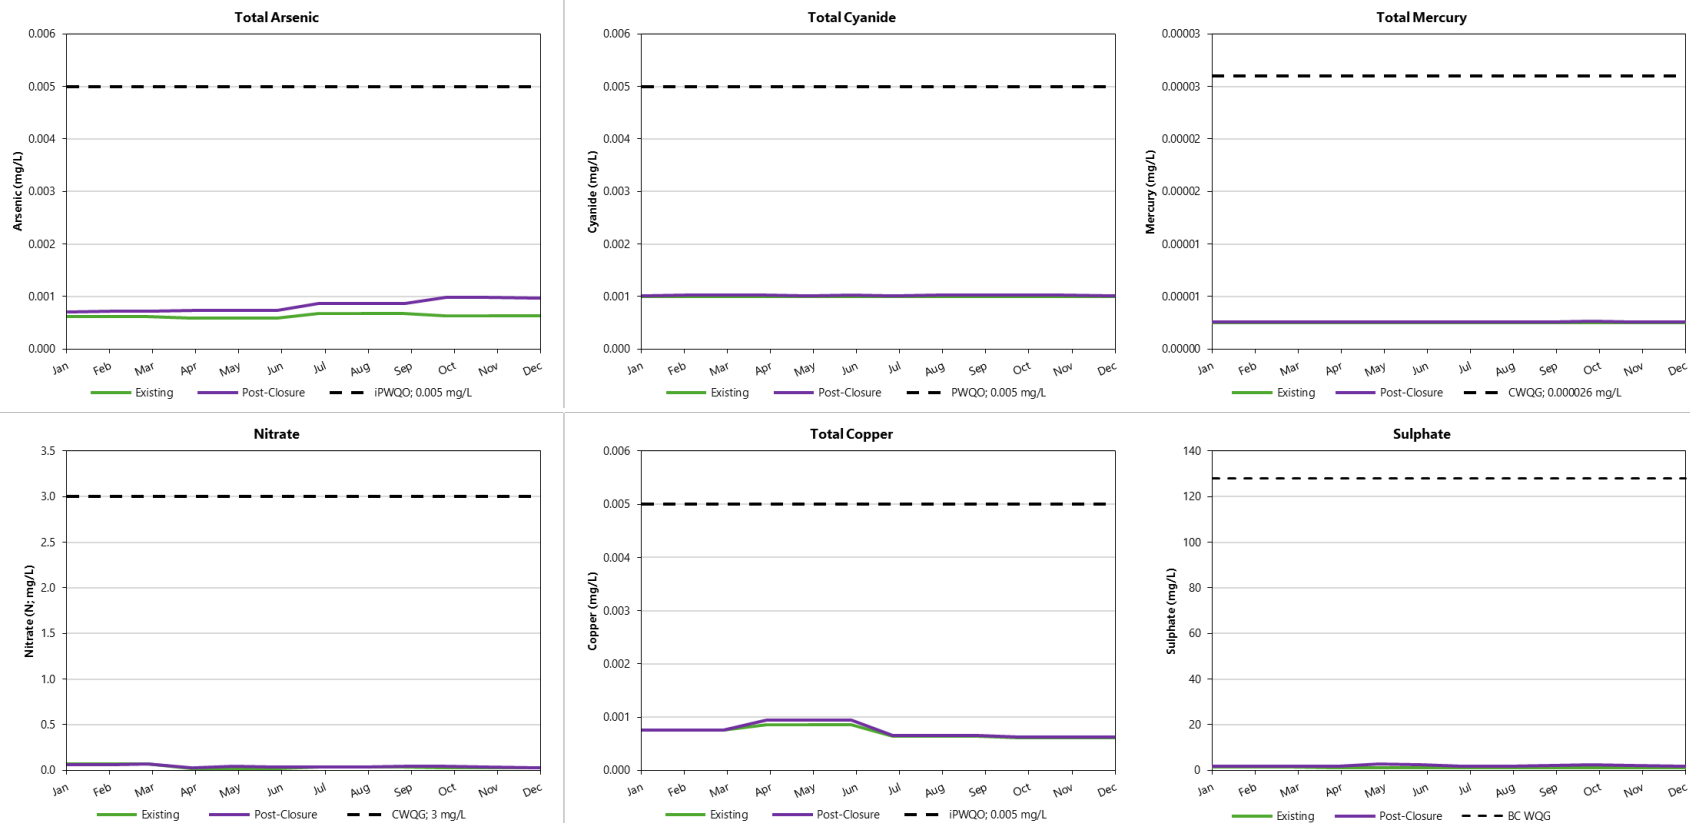 Total Arsenic
0.006
0.005
0.004
0.003
0.002
0.001
0.000
Arsenic (mg/L)
Jan Feb Mar Apr May Jun Jul Aug Sep Oct Nov Dec
Existing Post-Closure iPWQO; 0.005 mg/L
Total Cyanide
0.006
0.005
0.004
0.003
0.002
0.001
0.000
Cyanide (mg/L)
Jan Feb Mar Apr May Jun Jul Aug Sep Oct Nov Dec
Existing Post-Closure PWQO; 0.005 mg/L
Total Mercury
0.00003
0.00003
0.00002
0.00002
0.00001
0.00001
0.00000
Mercury (mg/L)
Jan Feb Mar Apr May Jun Jul Aug Sep Oct Nov Dec
Existing Post-Closure CWQG; 0.000026 mg/L
Nitrate
3.5
3.0
2.5
2.0
1.5
1.0
0.5
0.0
Nitrate (N; mg/L)
Jan Feb Mar Apr May Jun Jul Aug Sep Oct Nov Dec
Existing Post-Closure CWQG; 3 mg/L
Total Copper
0.006
0.005
0.004
0.003
0.002
0.001
0.000
Copper (mg/L)
Jan Feb Mar Apr May Jun Jul Aug Sep Oct Nov Dec
Existing Post-Closure iPWQO; 0.005 mg/L
Sulphate
140
120
100
80
60
40
20
0
Sulphate (mg/L)
Jan Feb Mar Apr May Jun Jul Aug Sep Oct Nov Dec
Existing Post-Closure BC WQG